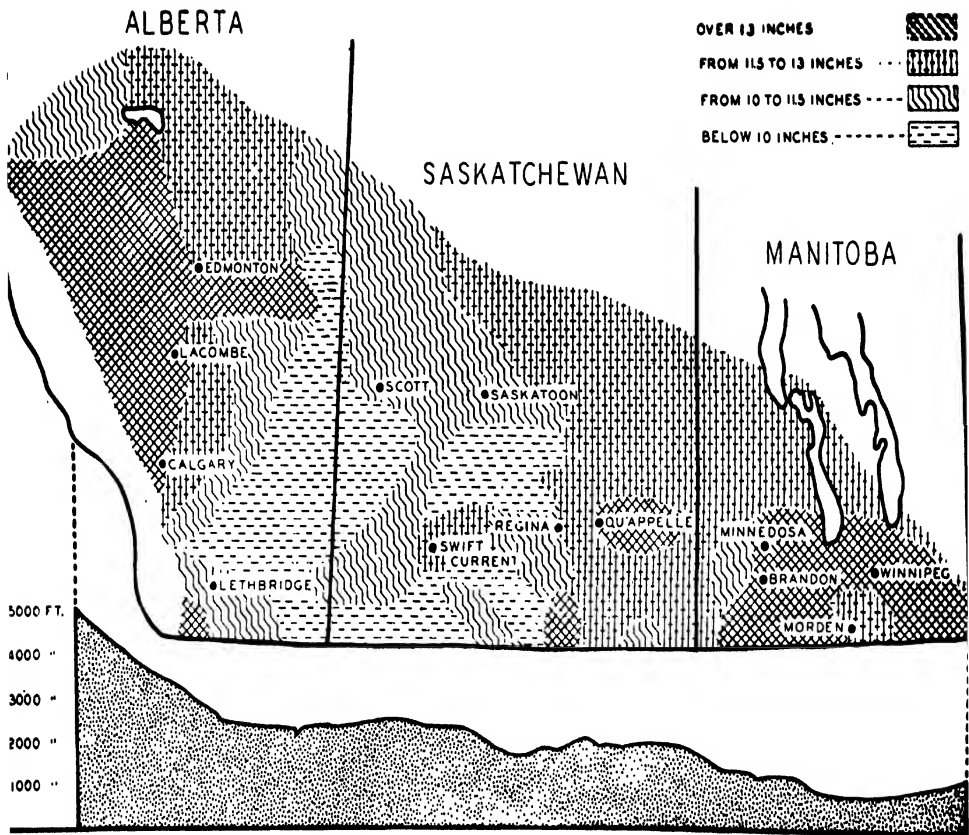 ALBERTA
OVER 13 INCHES
FROM 11.5 TO 13 INCHES
FROM 10 TO 11.5 INCHES
BELOW 10 INCHES
SASKATCHEWAN
MANITOBA
EDMONTON
LACOMBE
SCOTT
SASKATOON
CALGARY
REGINA
QU'APPELLE
MINNEDOSA
SWIFT
CURRENT
LETHBRIDGE
BRANDON
WINNIPEG
MORDEN
5000 FT.
4000 "
3000 "
2000 "
1000 "